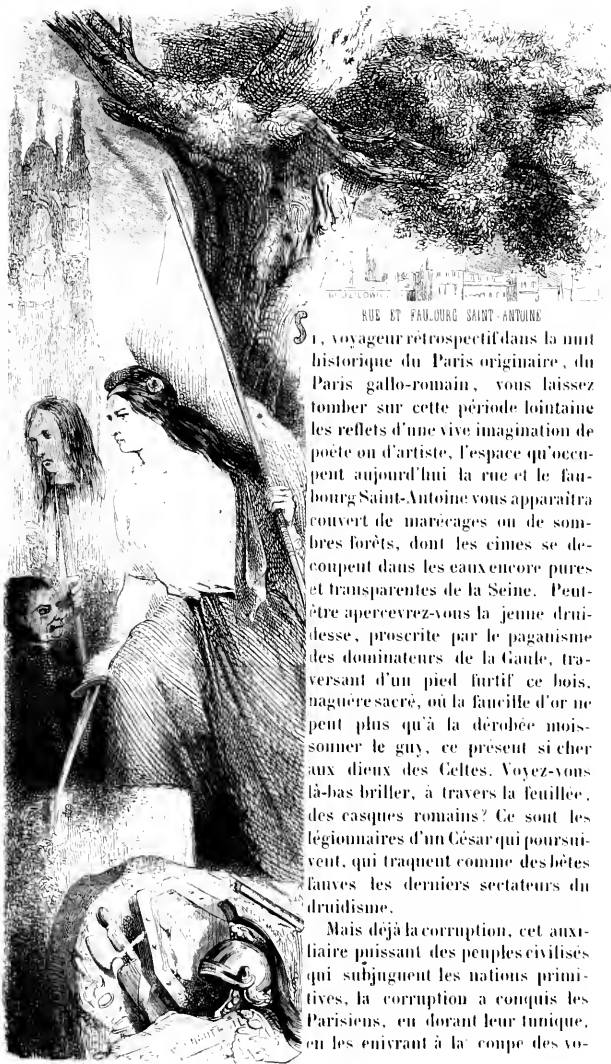 RUE ET FAUBOURG SAINT-ANTOINE
SI, voyageur rétrospectif dans la nuit
historique du Paris originaire, du
Paris gallo-romain, vous laissez
tomber sur cette période lointaine
les reflets d'une vive imagination de
poëte ou d'artiste, l'espace qu'occu-
pent aujourd'hui la rue et le fau-
bourg Saint-Antoine vous apparaîtra
couvert de marécages ou de som-
bres forêts, dont les cimes se dé-
coupent dans les eaux encore pures
et transparentes de la Seine. Peut-
être apercevrez-vous la jeune drui-
desse, proscrite par le paganisme
des dominateurs de la Gaule, tra-
versant d'un pied furtif ce bois,
naguère sacré, où la faucille d'or ne
peut plus qu'à la dérobée mois-
sonner le guy, ce présent si cher
aux dieux des Celtes. Voyez-vous
là-bas briller, à travers la feuillée,
des casques romains? Ce sont les
légionnaires d'un César qui poursui-
vent, qui traquent comme des bêtes
fauves les derniers sectateurs du
druidisme.
Mais déjà la corruption, cet auxi-
liaire puissant des peuples civilisés
qui subjuguent les nations primi-
tives, la corruption a conquis les
Parisiens, en dorant leur tunique,
en les enivrant à la coupe des vo-